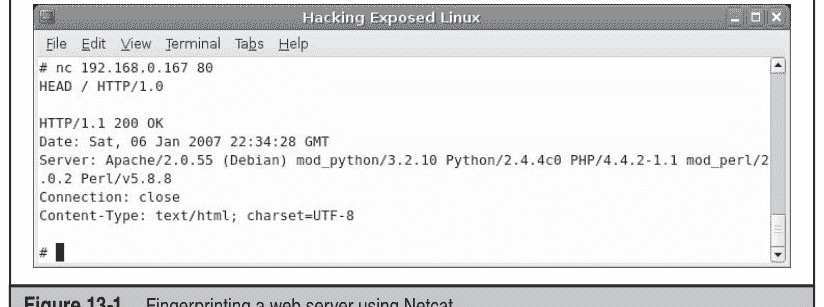 Hacking Exposed Linux
File Edit View Terminal Tabs Help
# nc 192.168.0.167 80
HEAD / HTTP/1.0
HTTP/1.1 200 OK
Date: Sat, 06 Jan 2007 22:34:28 GMT
Server: Apache/2.0.55 (Debian) mod_python/3.2.10 Python/2.4.4c0 PHP/4.4.2-1.1 mod_perl/2
.0.2 Perl/v5.8.8
Connection: close
Content-Type: text/html; charset=UTF-8
#
Figure 13-1 Fingerprinting a web server using Netcat